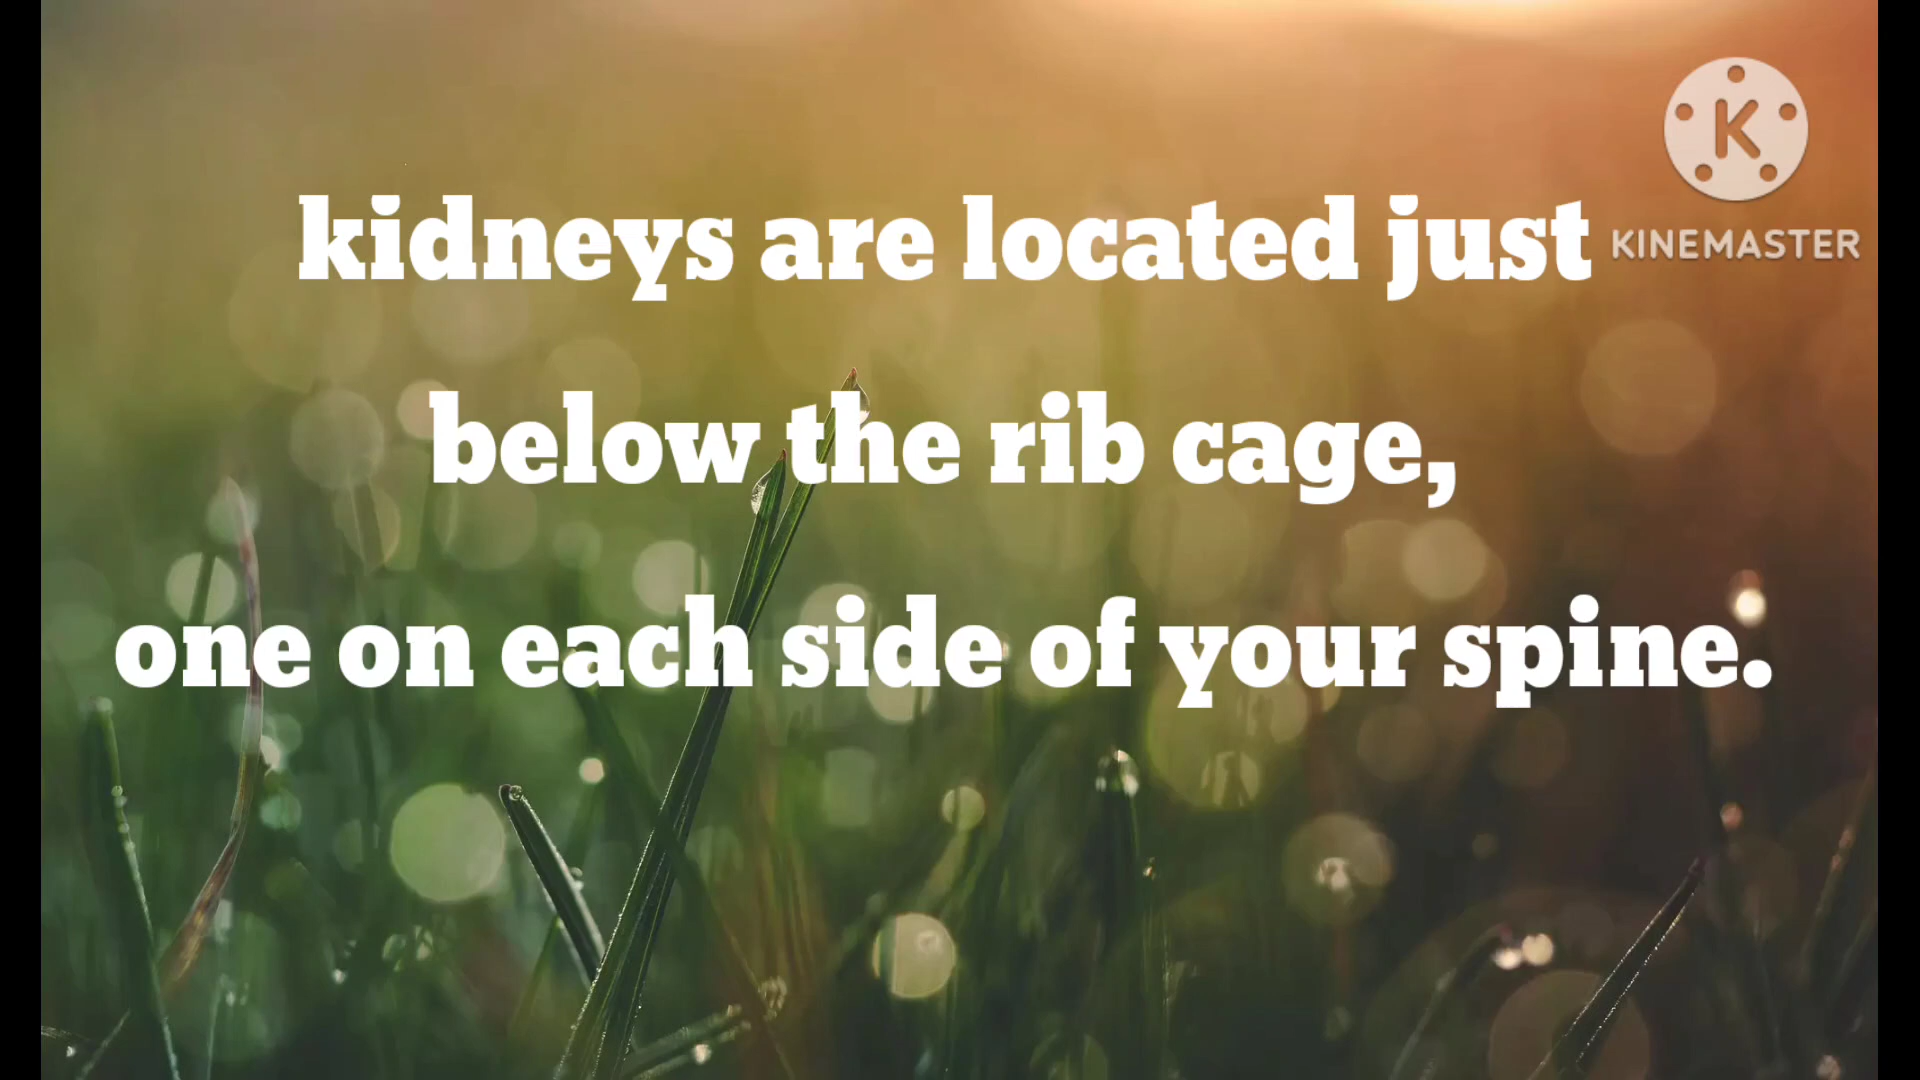 K
KINEMASTER
kidneys are located just
below the rib cage,
one on each side of your spine.